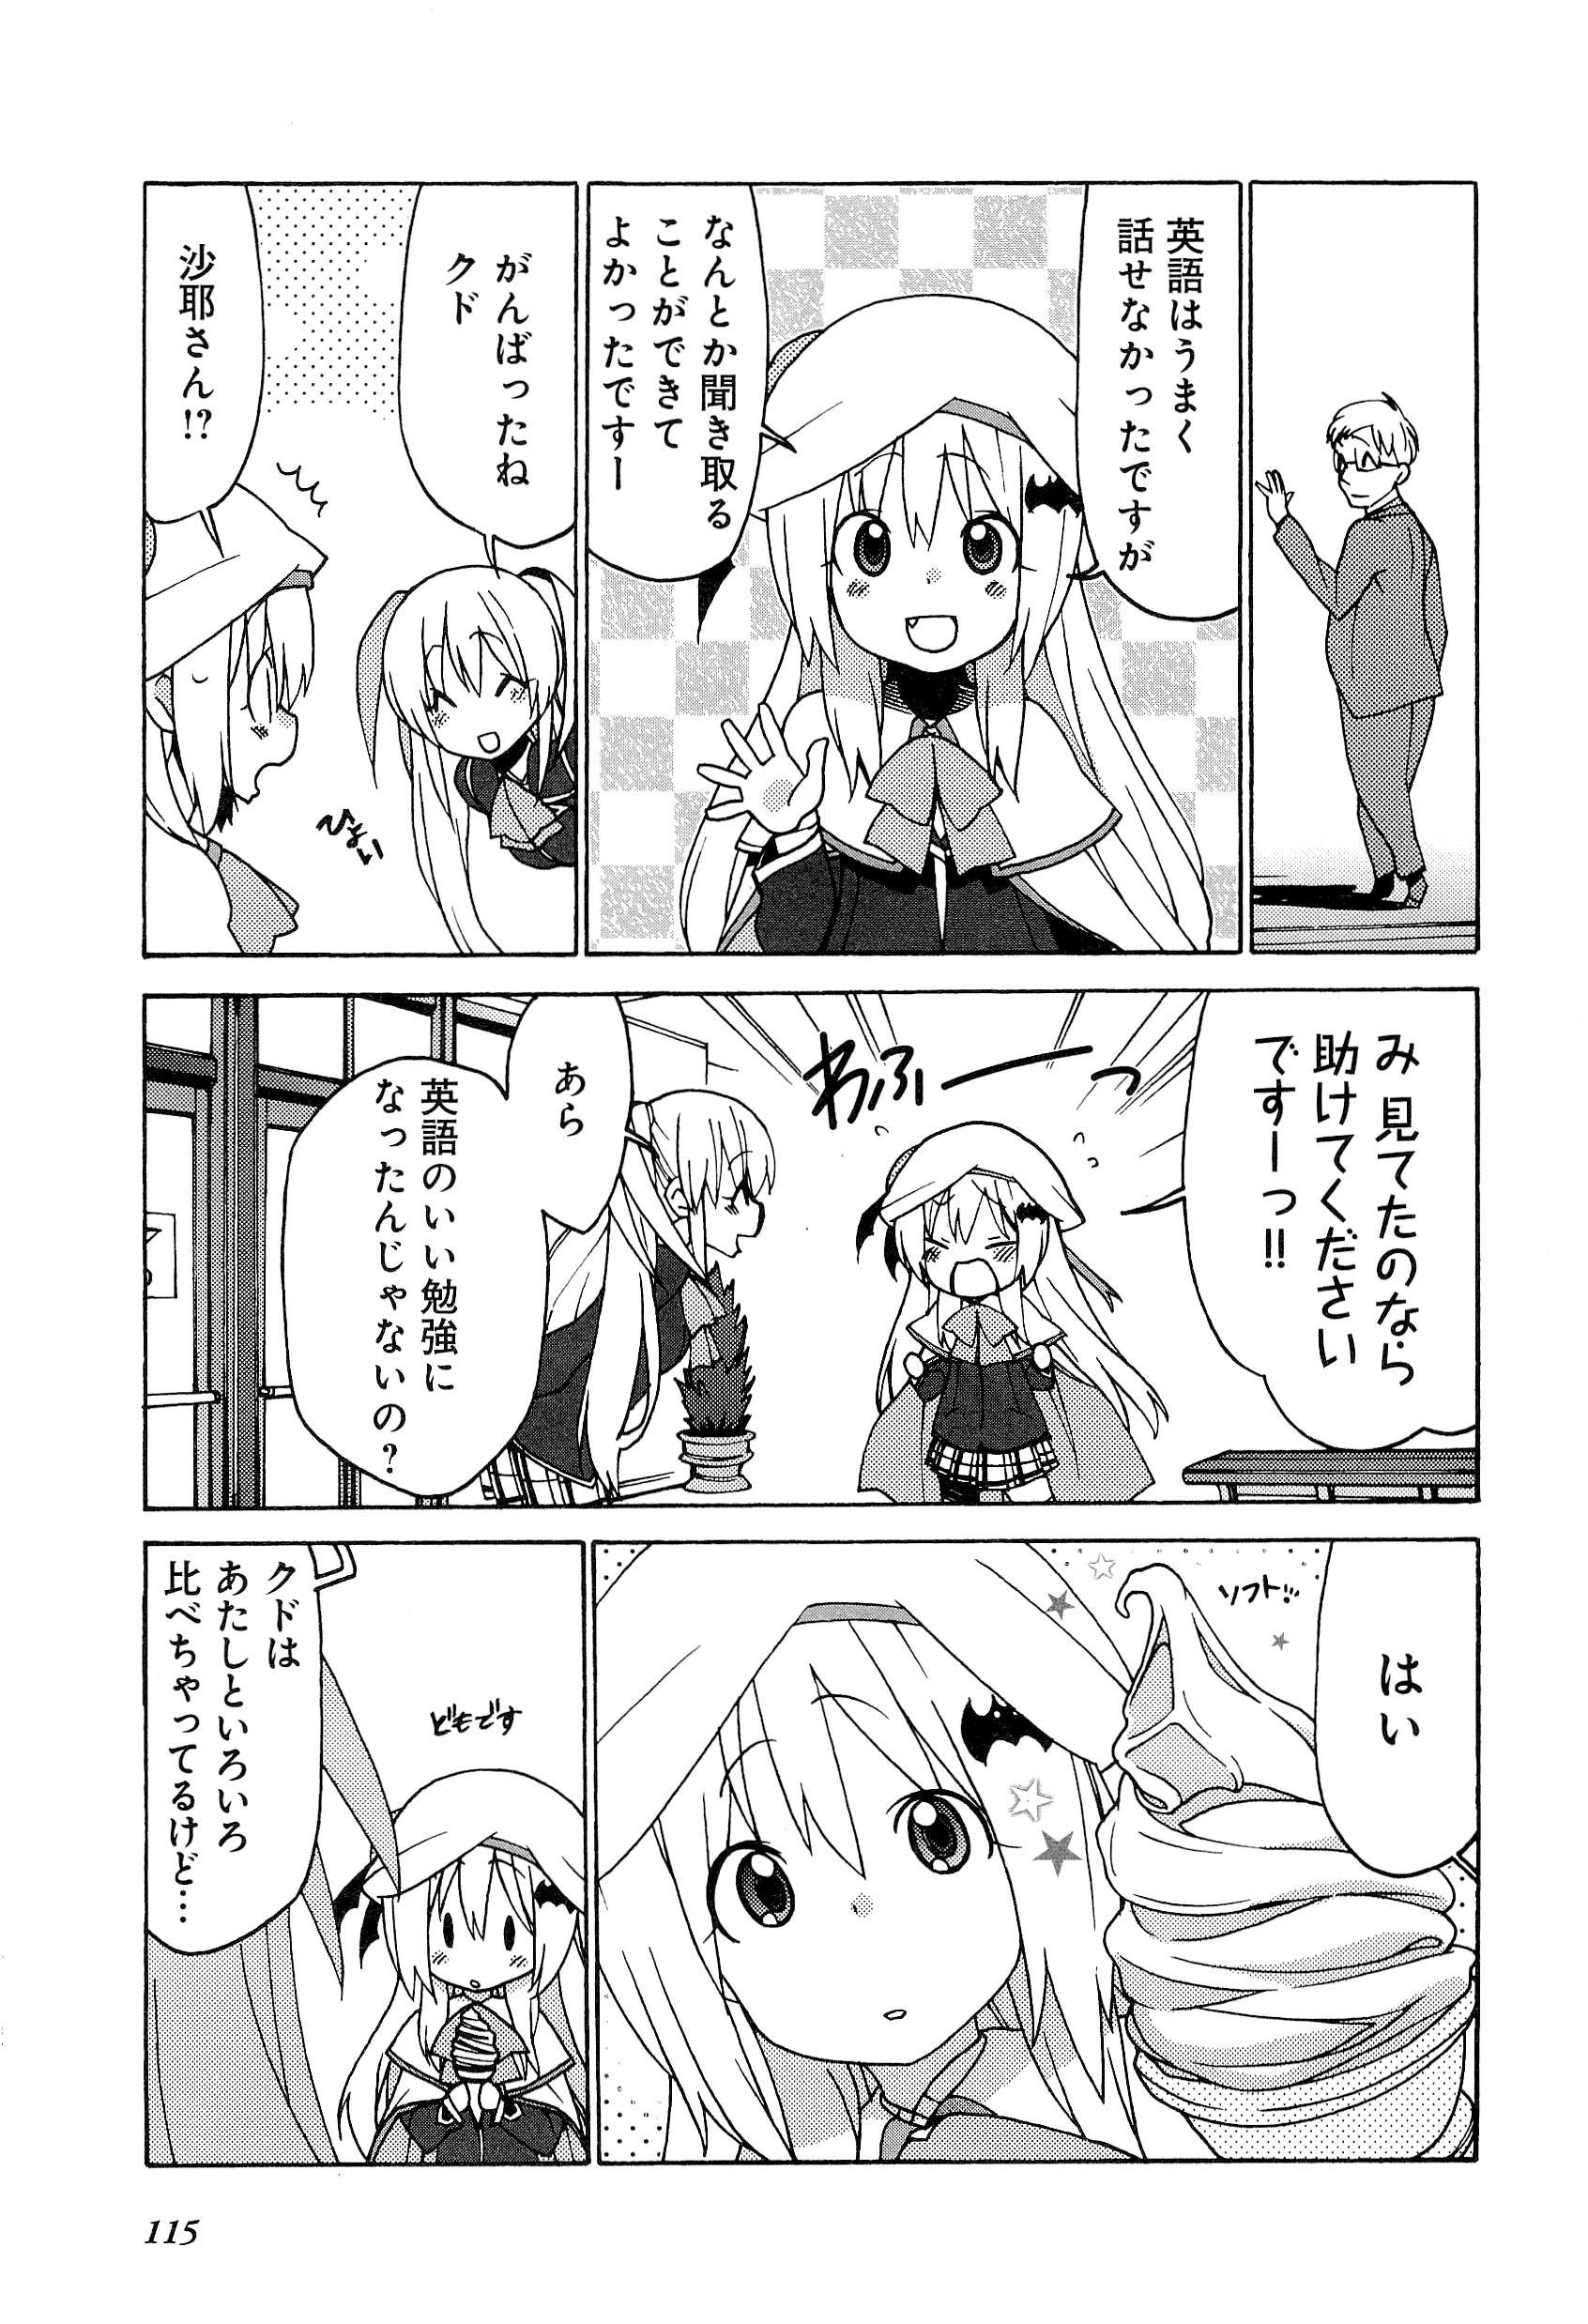 英語はうまく
話せなかったですが
なんとか聞き取る
ことができて
よかったですー
がんばったね
クド
ひょい
沙耶さん!?
み 見てたのなら
助けてください
ですーっ!!
わふーーっ
あら
英語のいい勉強に
なったんじゃないの?
はい
ソフト!!
どもです
クドは
あたしといろいろ
比べちゃってるけど…
115